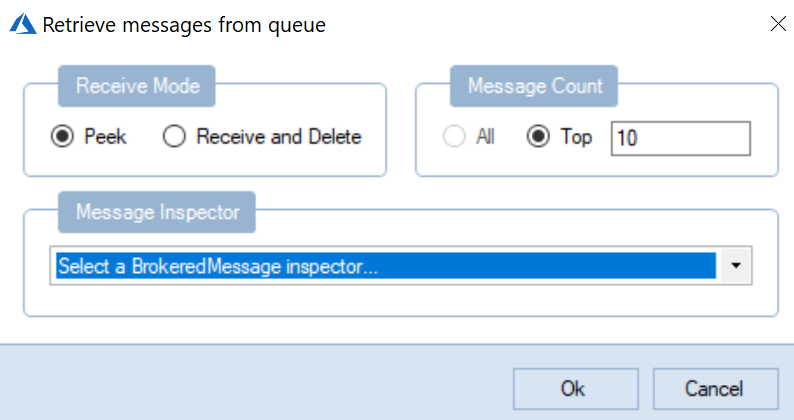 Retrieve messages from queue
Receive Mode
Message Count
Peek
Receive and Delete
All
Top
10
Message Inspector
Select a BrokeredMessage inspector...
Ok
Cancel